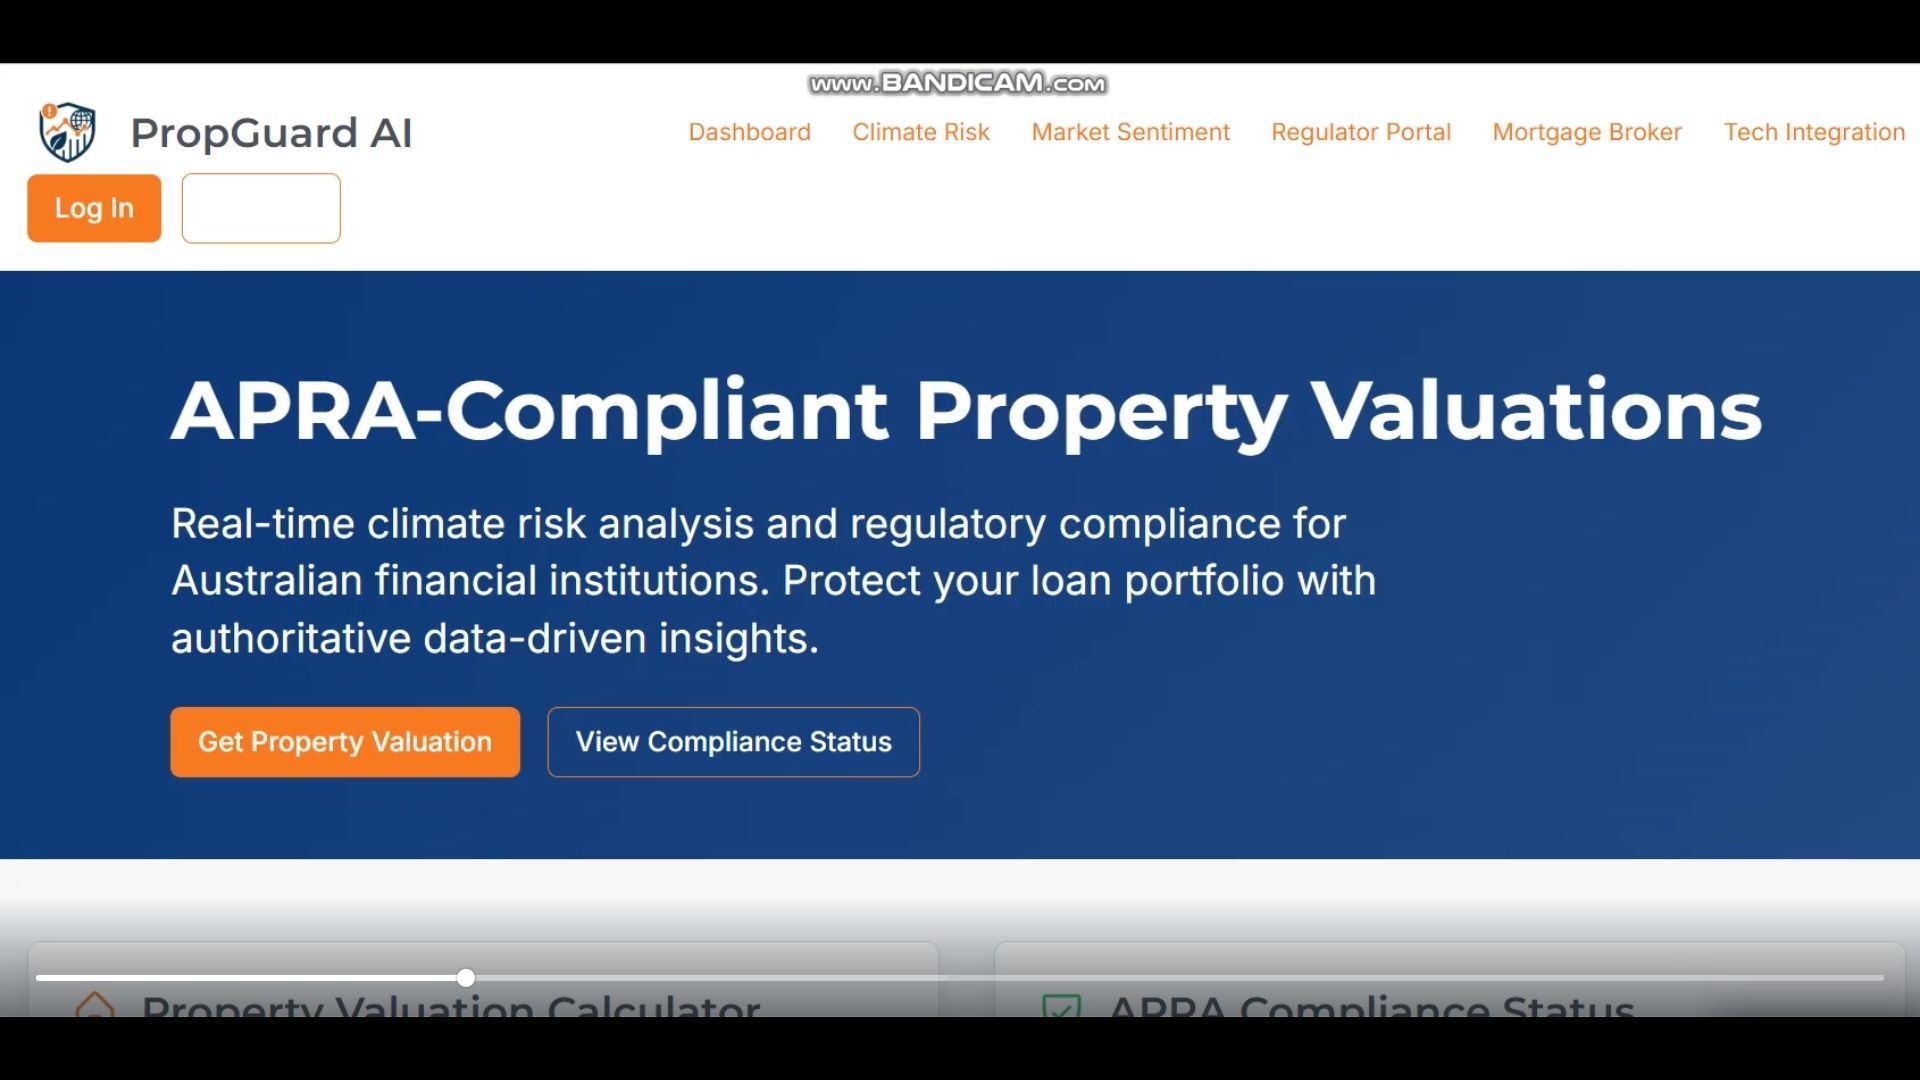 www.BANDICAM.com
PropGuard AI
Dashboard
Climate Risk
Market Sentiment
Regulator Portal
Mortgage Broker
Tech Integration
Log In
APRA-Compliant Property Valuations
Real-time climate risk analysis and regulatory compliance for
Australian financial institutions. Protect your loan portfolio with
authoritative data-driven insights.
Get Property Valuation
View Compliance Status
Property Valuation Calculator
APRA Compliance Status